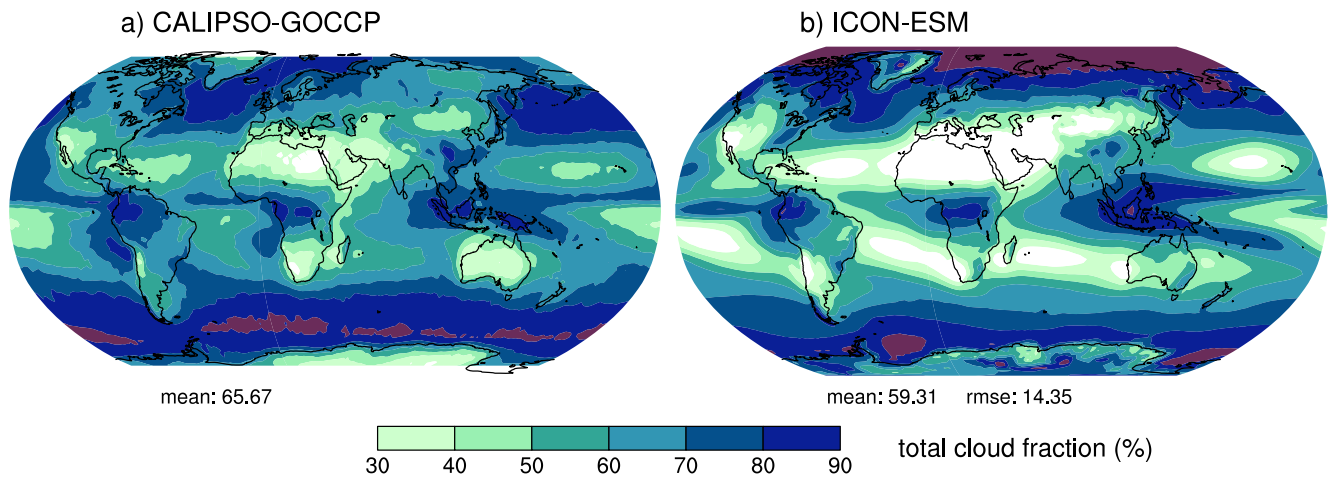 a) CALIPSO-GOCCP
b) ICON-ESM
mean: 65.67
mean: 59.31 rmse: 14.35
30 40 50 60 70 80 90
total cloud fraction (%)